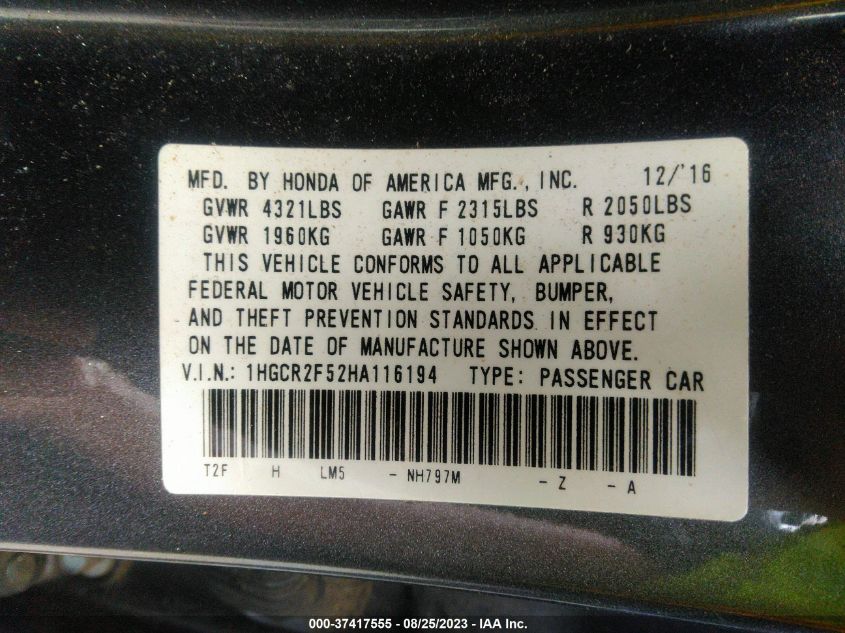 MFD. BY HONDA OF AMERICA MFG., INC. 12/'16
GVWR 4321LBS GAWR F 2315LBS R 2050LBS
GVWR 1960KG GAWR F 1050KG R 930KG
THIS VEHICLE CONFORMS TO ALL APPLICABLE
FEDERAL MOTOR VEHICLE SAFETY, BUMPER,
AND THEFT PREVENTION STANDARDS IN EFFECT
ON THE DATE OF MANUFACTURE SHOWN ABOVE.
V.I.N.: 1HGCR2F52HA116194 TYPE: PASSENGER CAR
T2F H LM5 - NH797M - Z - A
000-37417555 - 08/25/2023 - IAA Inc.